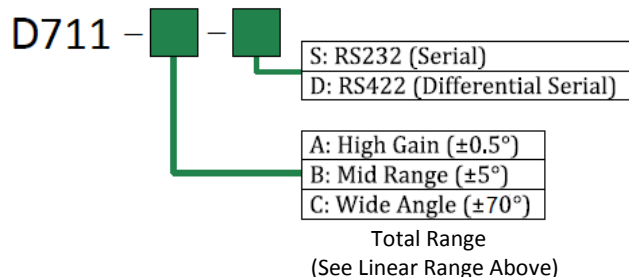 D711 – –
S: RS232 (Serial)
D: RS422 (Differential Serial)
A: High Gain (±0.5°)
B: Mid Range (±5°)
C: Wide Angle (±70°)
Total Range
(See Linear Range Above)